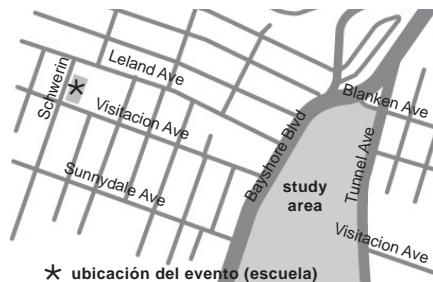 Leland Ave
Schwerin
Visitacion Ave
Sunnydale Ave
Bayshore Blvd
Blanken Ave
Tunnel Ave
study
area
Visitacion Ave
* ubicación del evento (escuela)